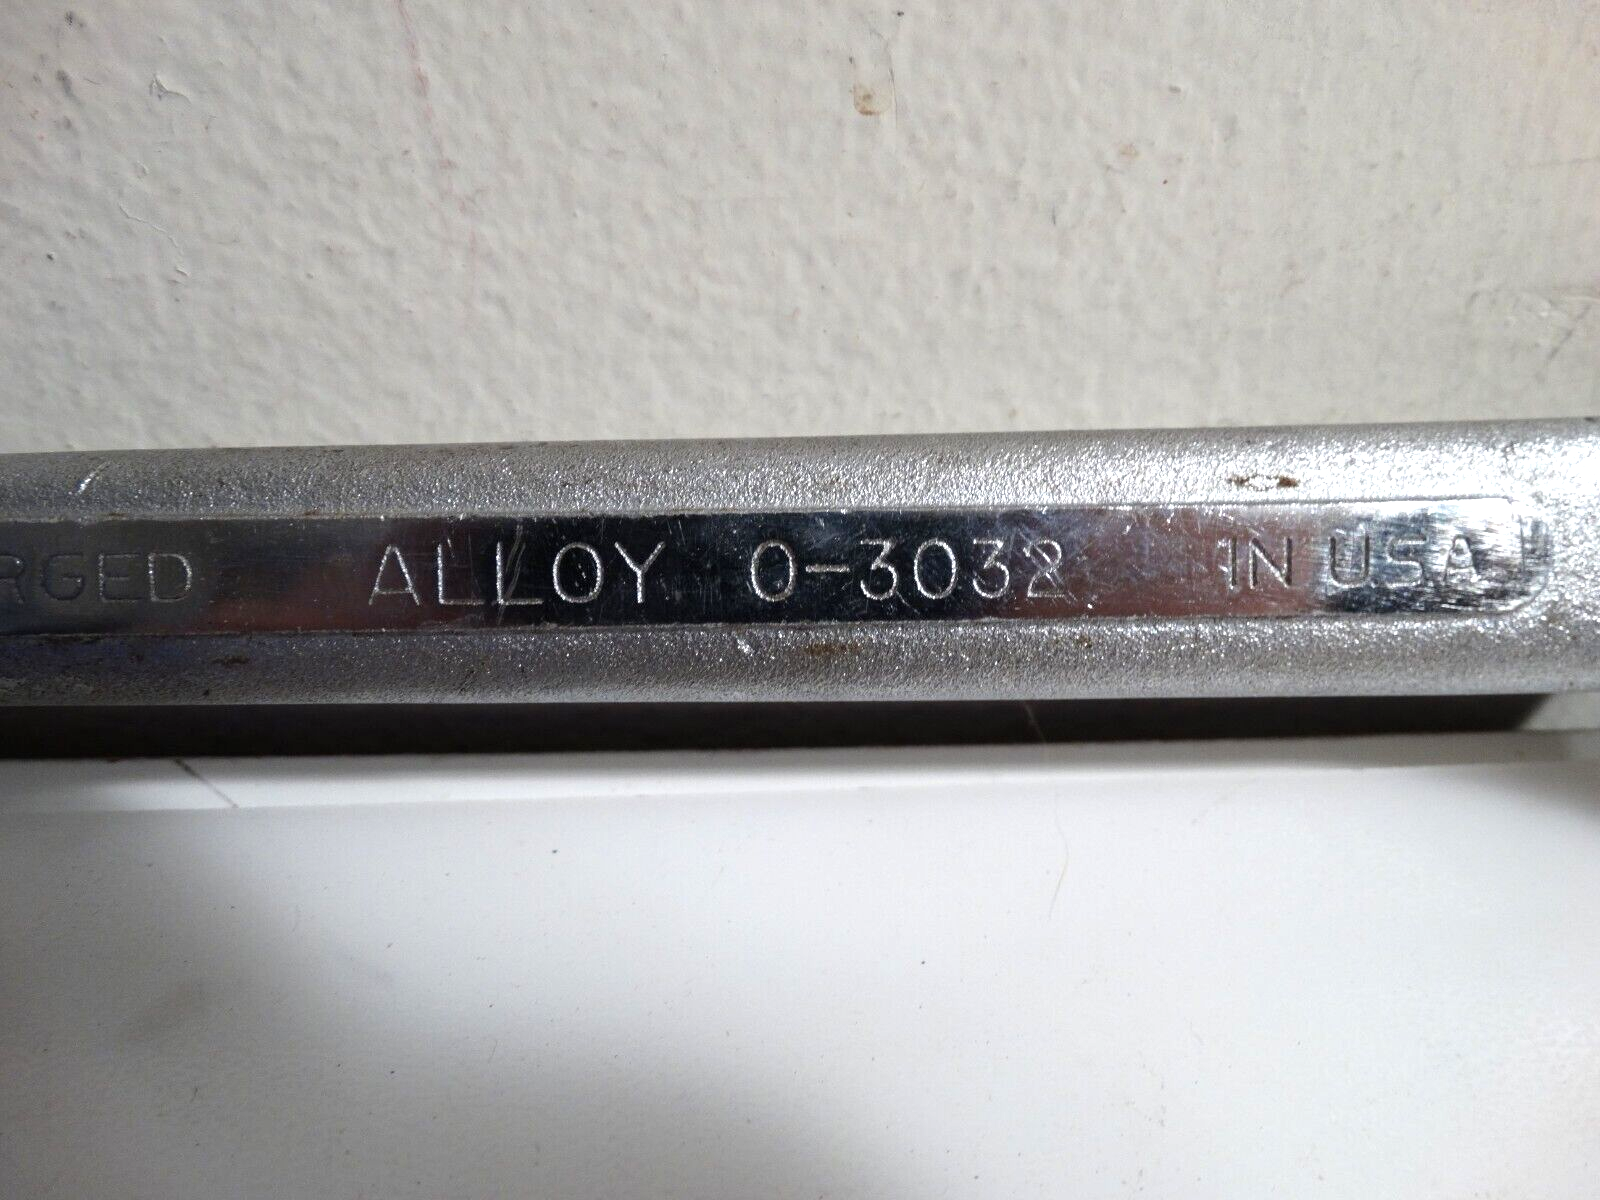 RGED ALLOY 0-3032 IN USA